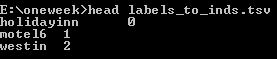 E:\oneweek>head labels_to_inds.tsv
holidayinn 0
motel6 1
westin 2